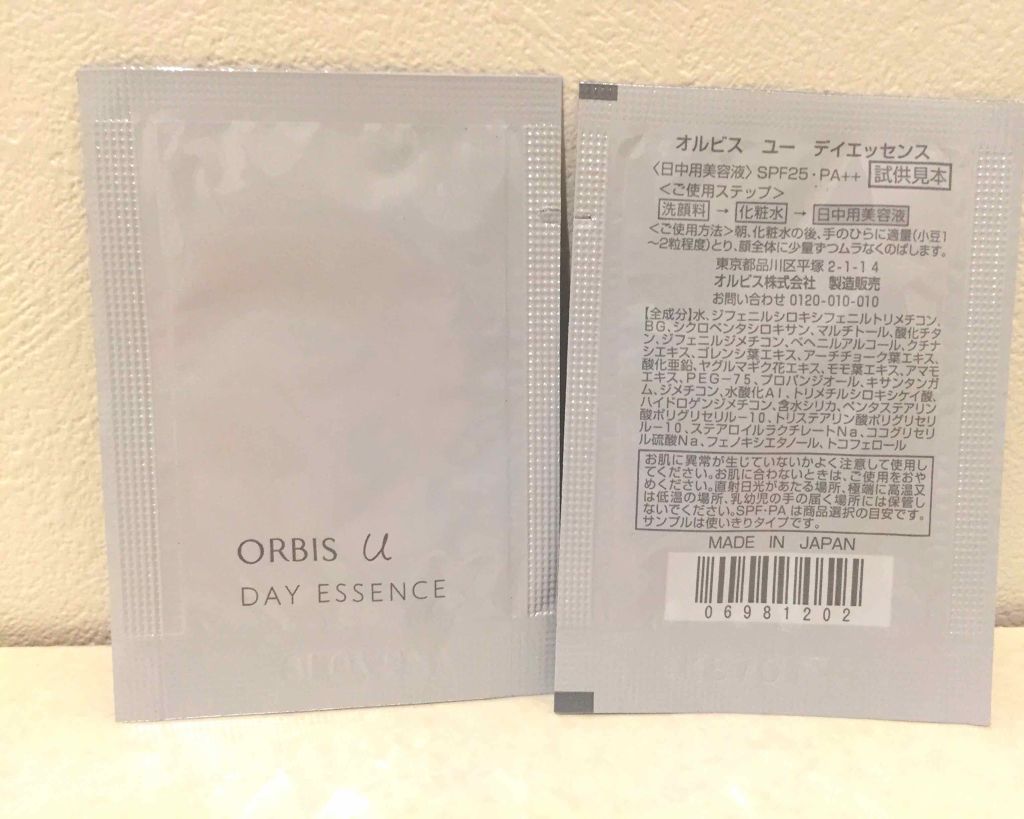 ORBIS u
DAY ESSENCE
オルビス ユー デイエッセンス
〈日中用美容液〉SPF25・PA++ 試供見本
<ご使用ステップ>
洗顔料 → 化粧水 → 日中用美容液
<ご使用方法>朝、化粧水の後、手のひらに適量(小豆1
〜2粒程度)とり、顔全体に少量ずつムラなくのばします。
東京都品川区平塚 2-1-14
オルビス株式会社 製造販売
お問い合わせ 0120-010-010
【全成分】水、ジフェニルシロキシフェニルトリメチコン、
BG、シクロペンタシロキサン、マルチトール、酸化チタ
ン、ジフェニルジメチコン、ベヘニルアルコール、クチナ
シエキス、ゴレンシ葉エキス、アーチチョーク葉エキス、
酸化亜鉛、ヤグルマギク花エキス、モモ葉エキス、アマモ
エキス、PEG-75、プロパンジオール、キサンタンガ
ム、ジメチコン、水酸化Al、トリメチルシロキシケイ酸、
ハイドロゲンジメチコン、含水シリカ、ペンタステアリン
酸ポリグリセリル-10、トリステアリン酸ポリグリセリ
ル-10、ステアロイルラクチレートNa、ココグリセリ
ル硫酸Na、フェノキシエタノール、トコフェロール
お肌に異常が生じていないかよく注意して使用し
てください。お肌に合わないときは、ご使用をおや
めください。直射日光があたる場所、極端に高温又
は低温の場所、乳幼児の手の届く場所には保管し
ないでください。SPF・PA は商品選択の目安です。
サンプルは使いきりタイプです。
MADE IN JAPAN
06981202